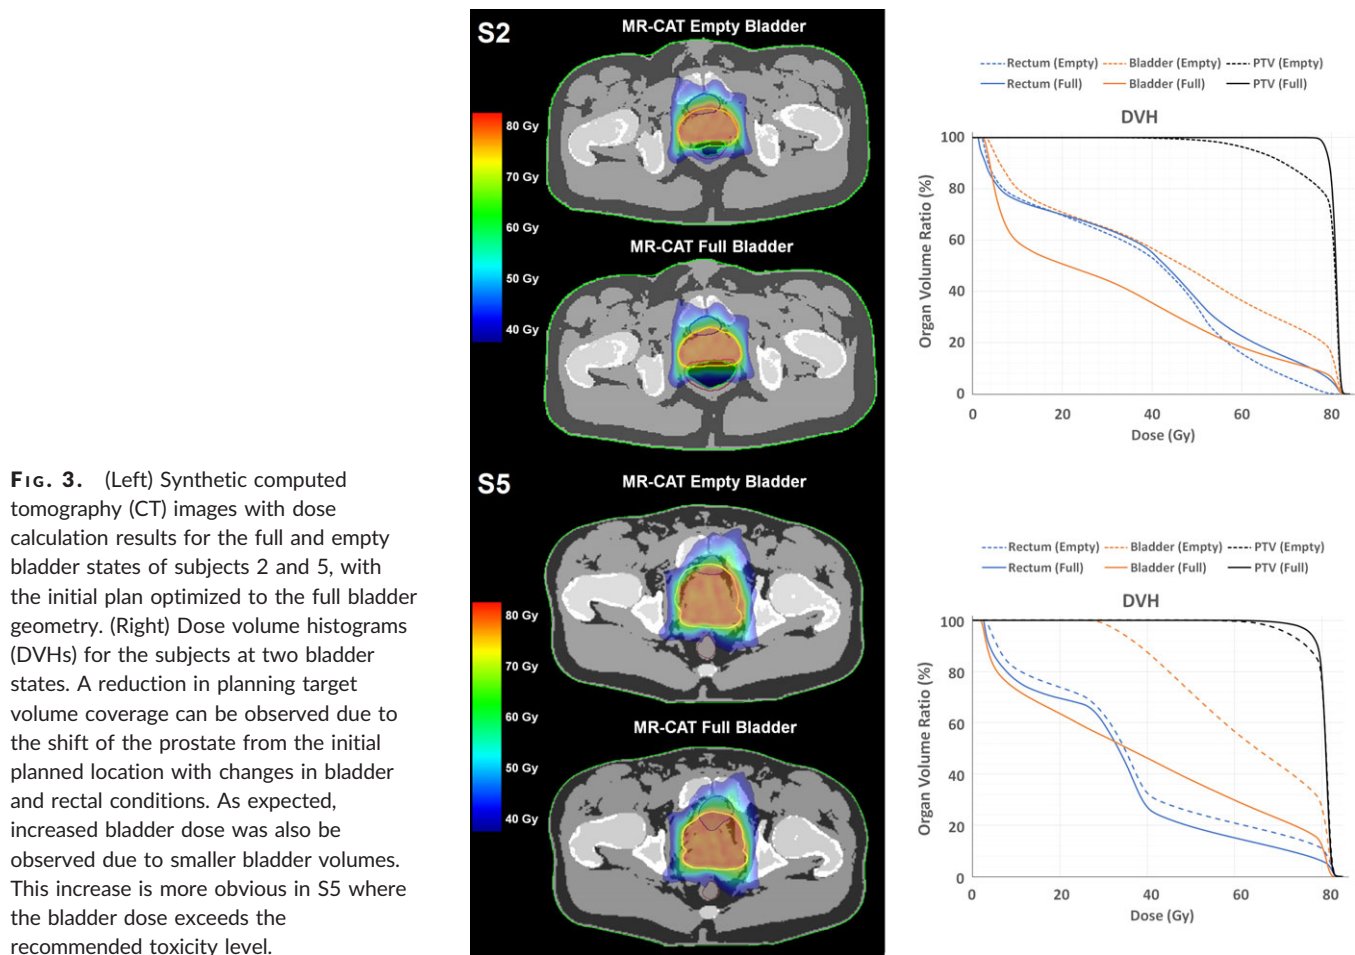 FIG. 3. (Left) Synthetic computed
tomography (CT) images with dose
calculation results for the full and empty
bladder states of subjects 2 and 5, with
the initial plan optimized to the full bladder
geometry. (Right) Dose volume histograms
(DVHs) for the subjects at two bladder
states. A reduction in planning target
volume coverage can be observed due to
the shift of the prostate from the initial
planned location with changes in bladder
and rectal conditions. As expected,
increased bladder dose was also be
observed due to smaller bladder volumes.
This increase is more obvious in S5 where
the bladder dose exceeds the
recommended toxicity level.
S2
MR-CAT Empty Bladder
80 Gy
70 Gy
60 Gy
50 Gy
40 Gy
MR-CAT Full Bladder
Rectum (Empty) Bladder (Empty) PTV (Empty)
Rectum (Full) Bladder (Full) PTV (Full)
DVH
Organ Volume Ratio (%)
100
80
60
40
20
0
0 20 40 60 80
Dose (Gy)
S5
MR-CAT Empty Bladder
80 Gy
70 Gy
60 Gy
50 Gy
40 Gy
MR-CAT Full Bladder
Rectum (Empty) Bladder (Empty) PTV (Empty)
Rectum (Full) Bladder (Full) PTV (Full)
DVH
Organ Volume Ratio (%)
100
80
60
40
20
0
0 20 40 60 80
Dose (Gy)